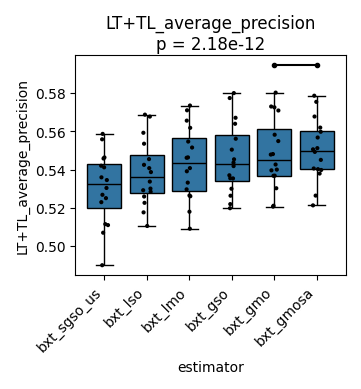 LT+TL_average_precision
p = 2.18e-12
LT+TL_average_precision
0.58
0.56
0.54
0.52
0.50
bxt_sgso_us
bxt_lso
bxt_lmo
bxt_gso
bxt_gmo
bxt_gmosa
estimator